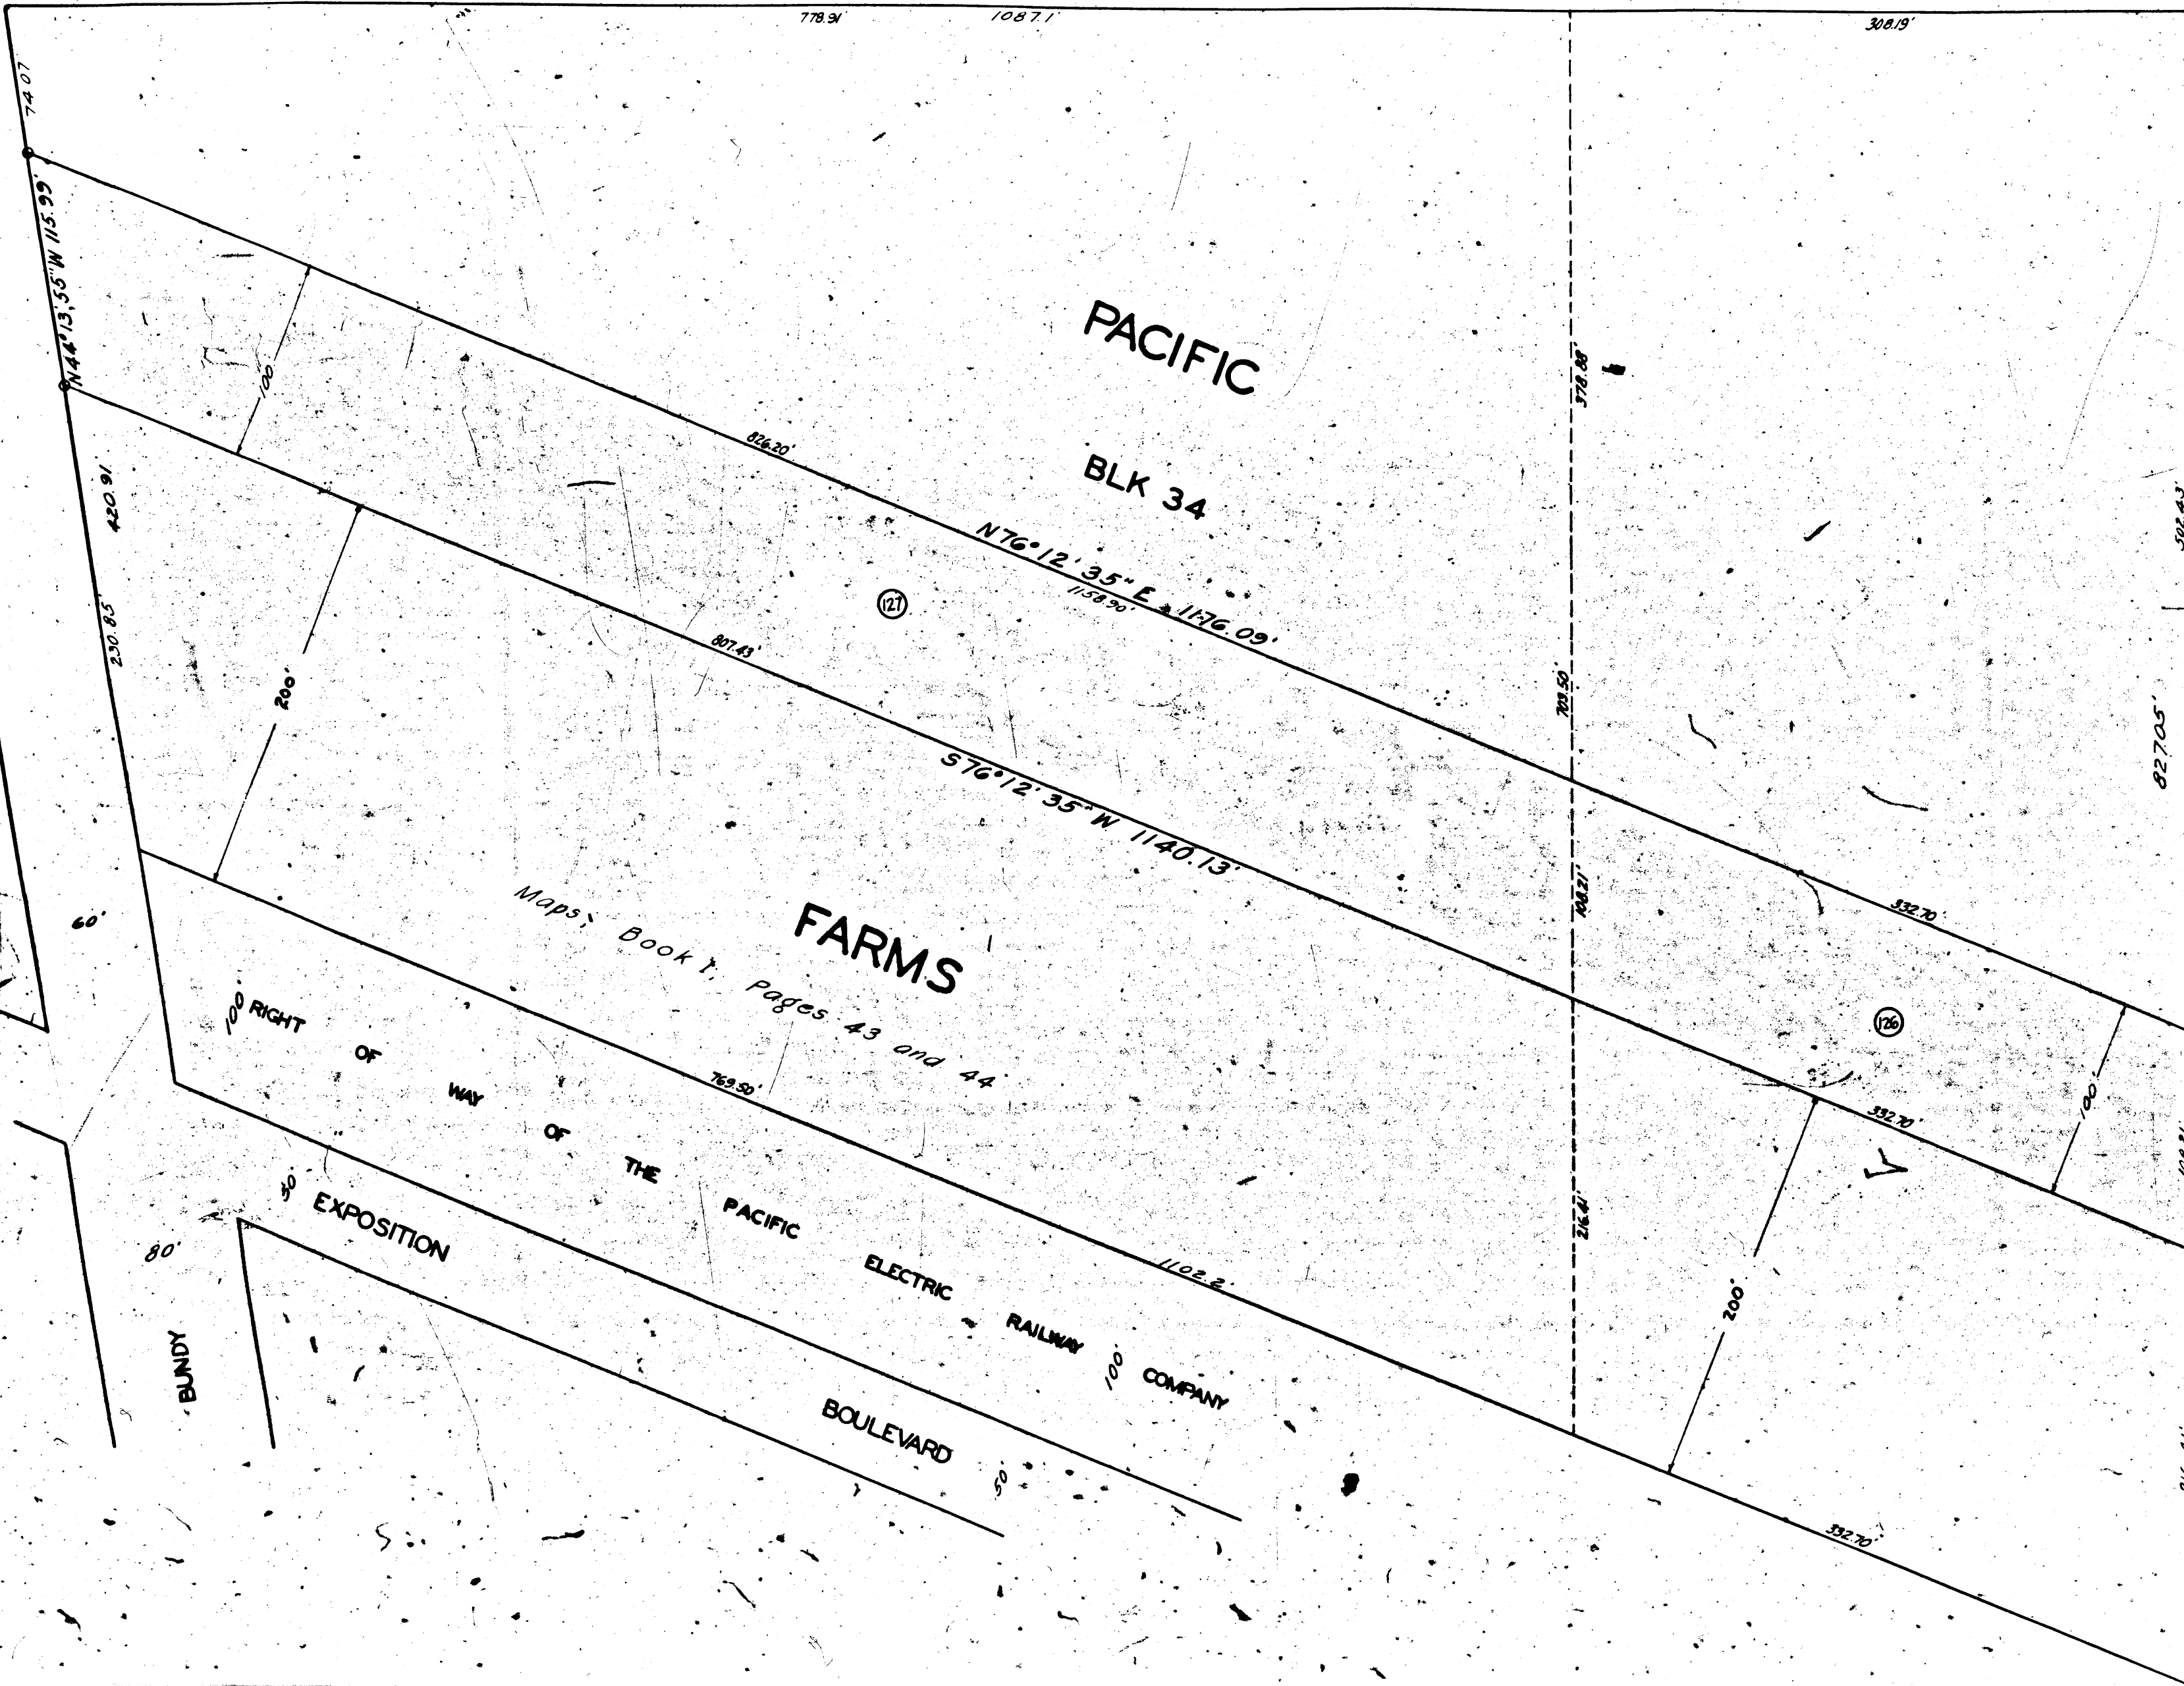 778.91'
1087.1'
308.19'
74.07
N44°13'55"W 115.99'
100'
PACIFIC
378.88'
826.20'
BLK 34
420.91'
N76°12'35"E 1176.09'
1158.90'
127
230.85'
807.43'
200'
703.50'
827.05'
S76°12'35"W 1140.13'
108.21'
332.70'
60'
Maps, Book 1, Pages 43 and 44
FARMS
126
100'
100' RIGHT OF WAY OF THE PACIFIC ELECTRIC RAILWAY 100' COMPANY
769.50'
332.70'
1102.2'
216.41'
200'
50' EXPOSITION BOULEVARD 50'
80'
BUNDY
332.70'